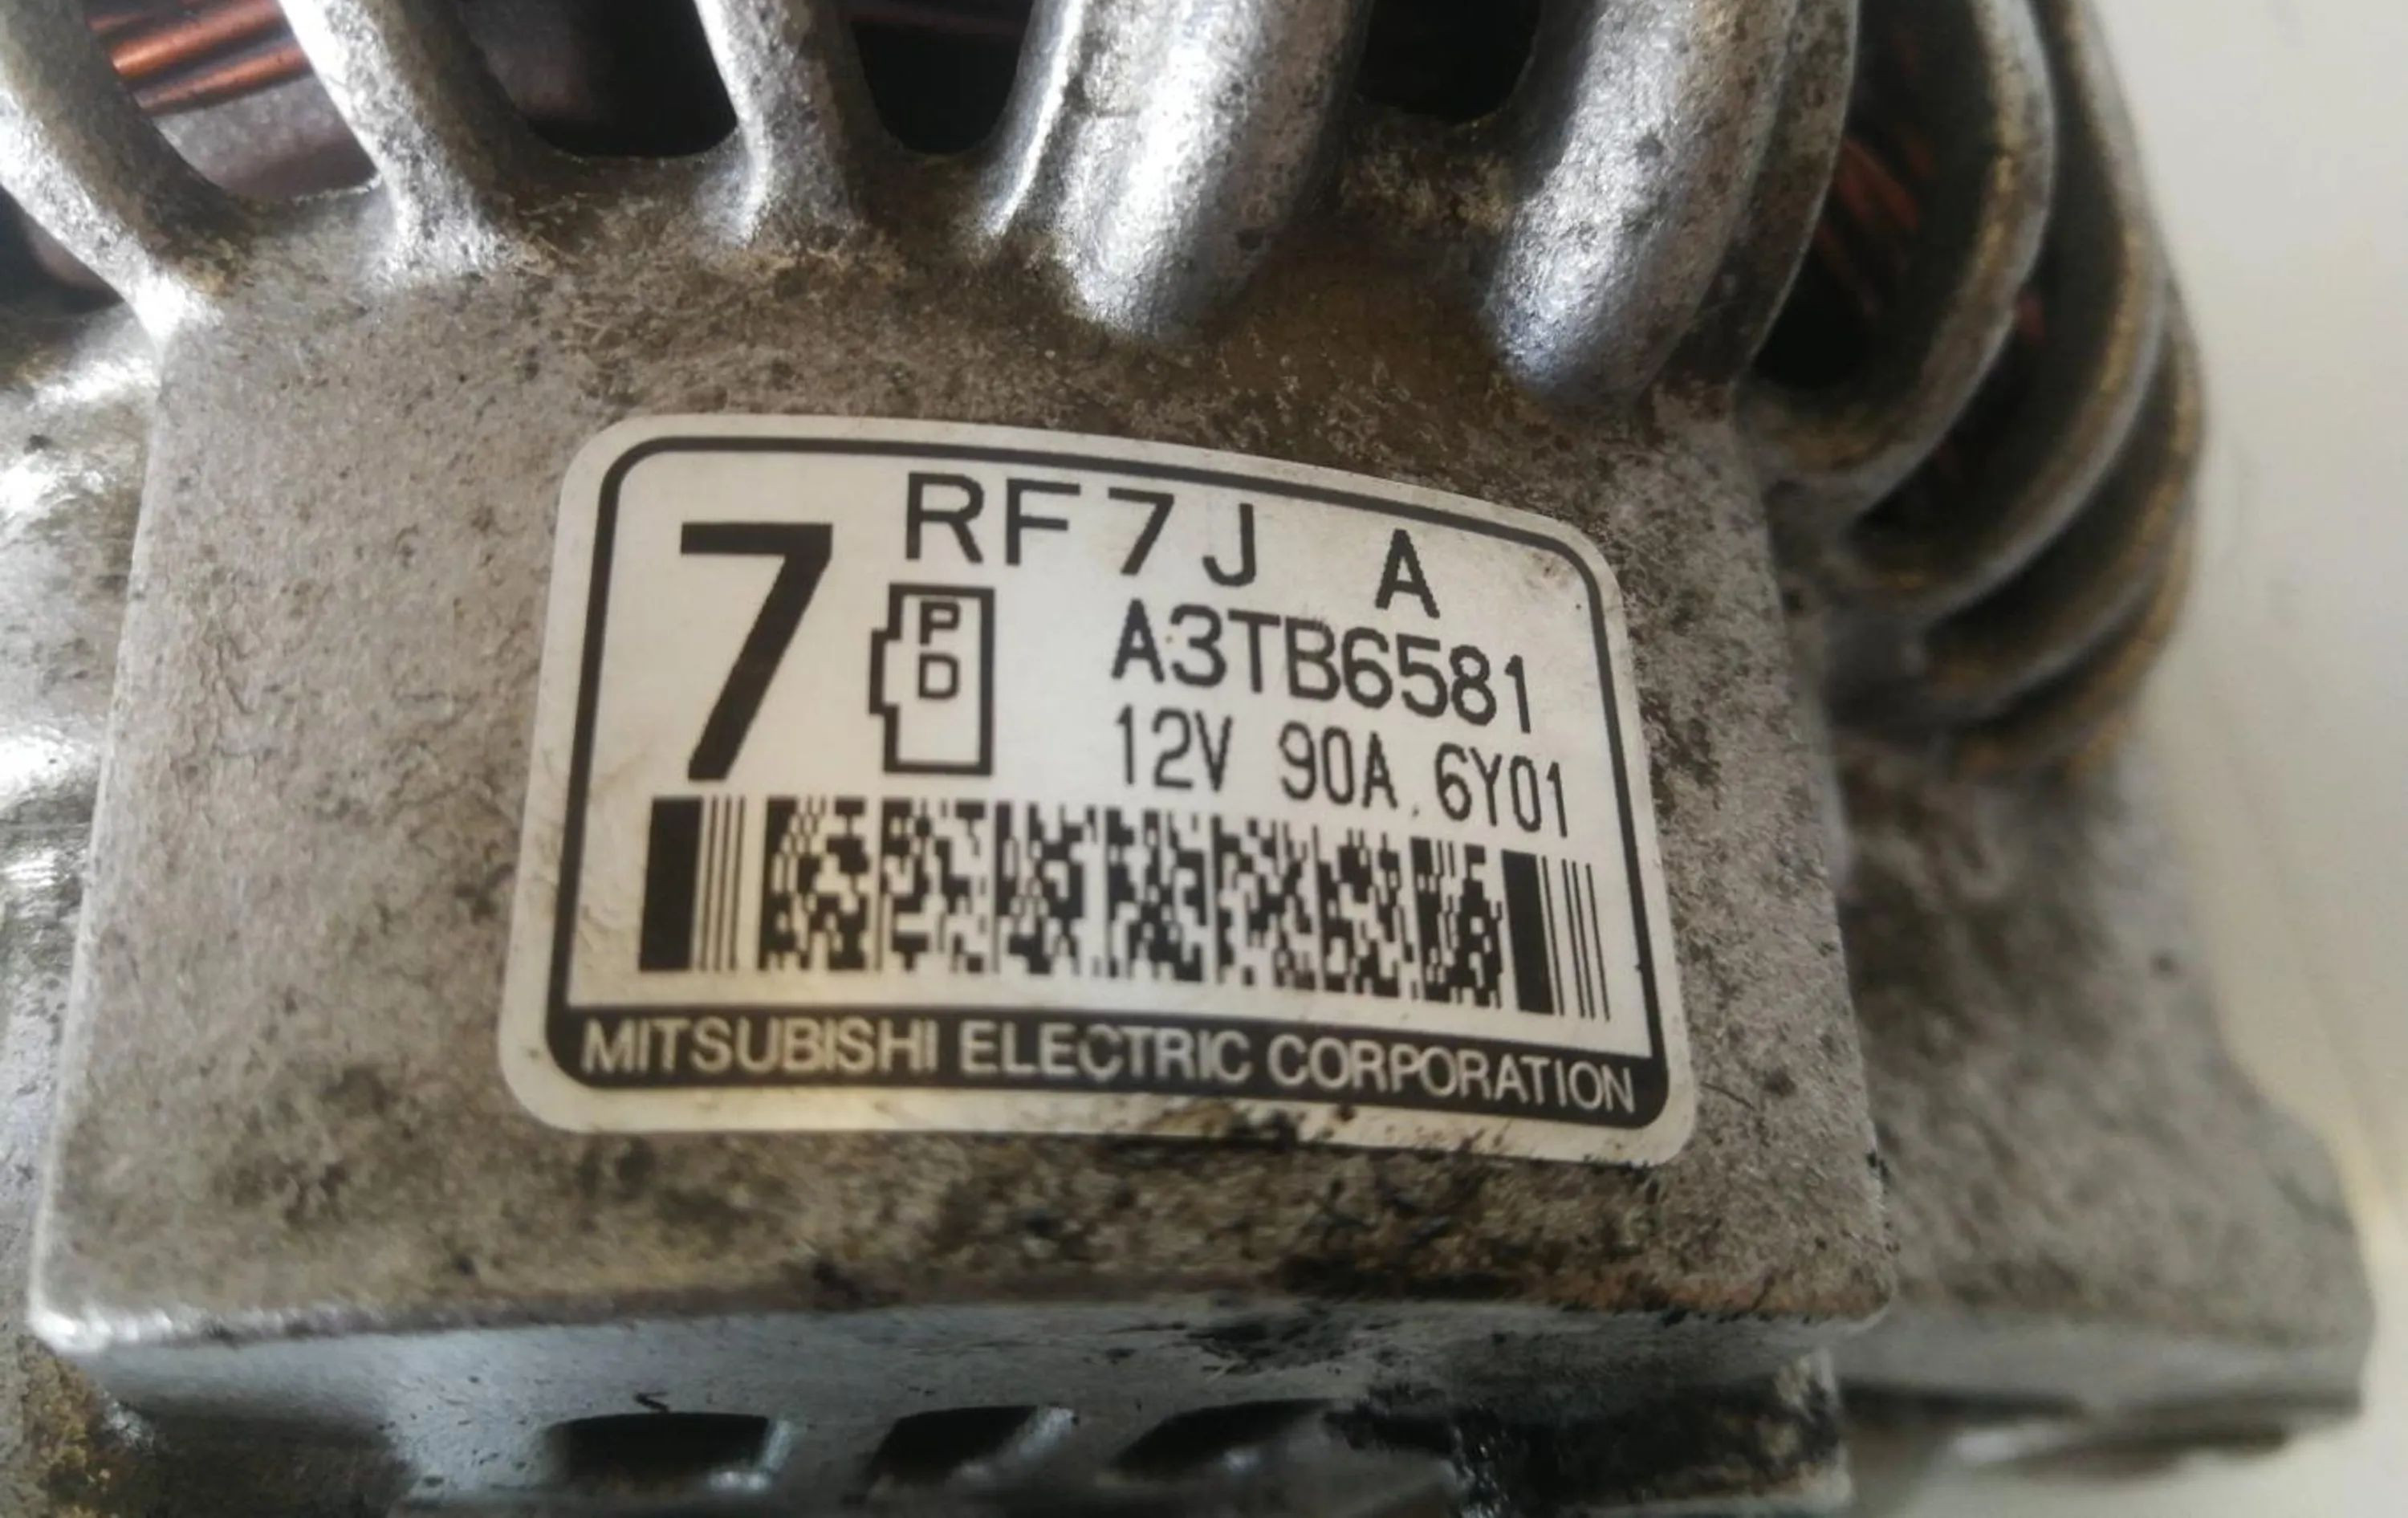 7
RF7J A
P
D
A3TB6581
12V 90A 6Y01
MITSUBISHI ELECTRIC CORPORATION